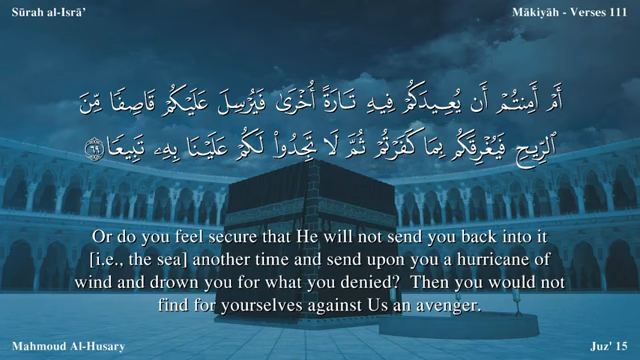 Sūrah al-Isrā’
Mākiyāh - Verses 111
أَمْ أَمِنتُمْ أَن يُعِيدَكُمْ فِيهِ تَارَةً أُخْرَىٰ فَيُرْسِلَ عَلَيْكُمْ قَاصِفًا مِّنَ
ٱلرِّيحِ فَيُغْرِقَكُم بِمَا كَفَرْتُمْ ثُمَّ لَا تَجِدُوا۟ لَكُمْ عَلَيْنَا بِهِۦ تَبِيعًا ٦٩
Or do you feel secure that He will not send you back into it
[i.e., the sea] another time and send upon you a hurricane of
wind and drown you for what you denied? Then you would not
find for yourselves against Us an avenger.
Mahmoud Al-Husary
Juz' 15